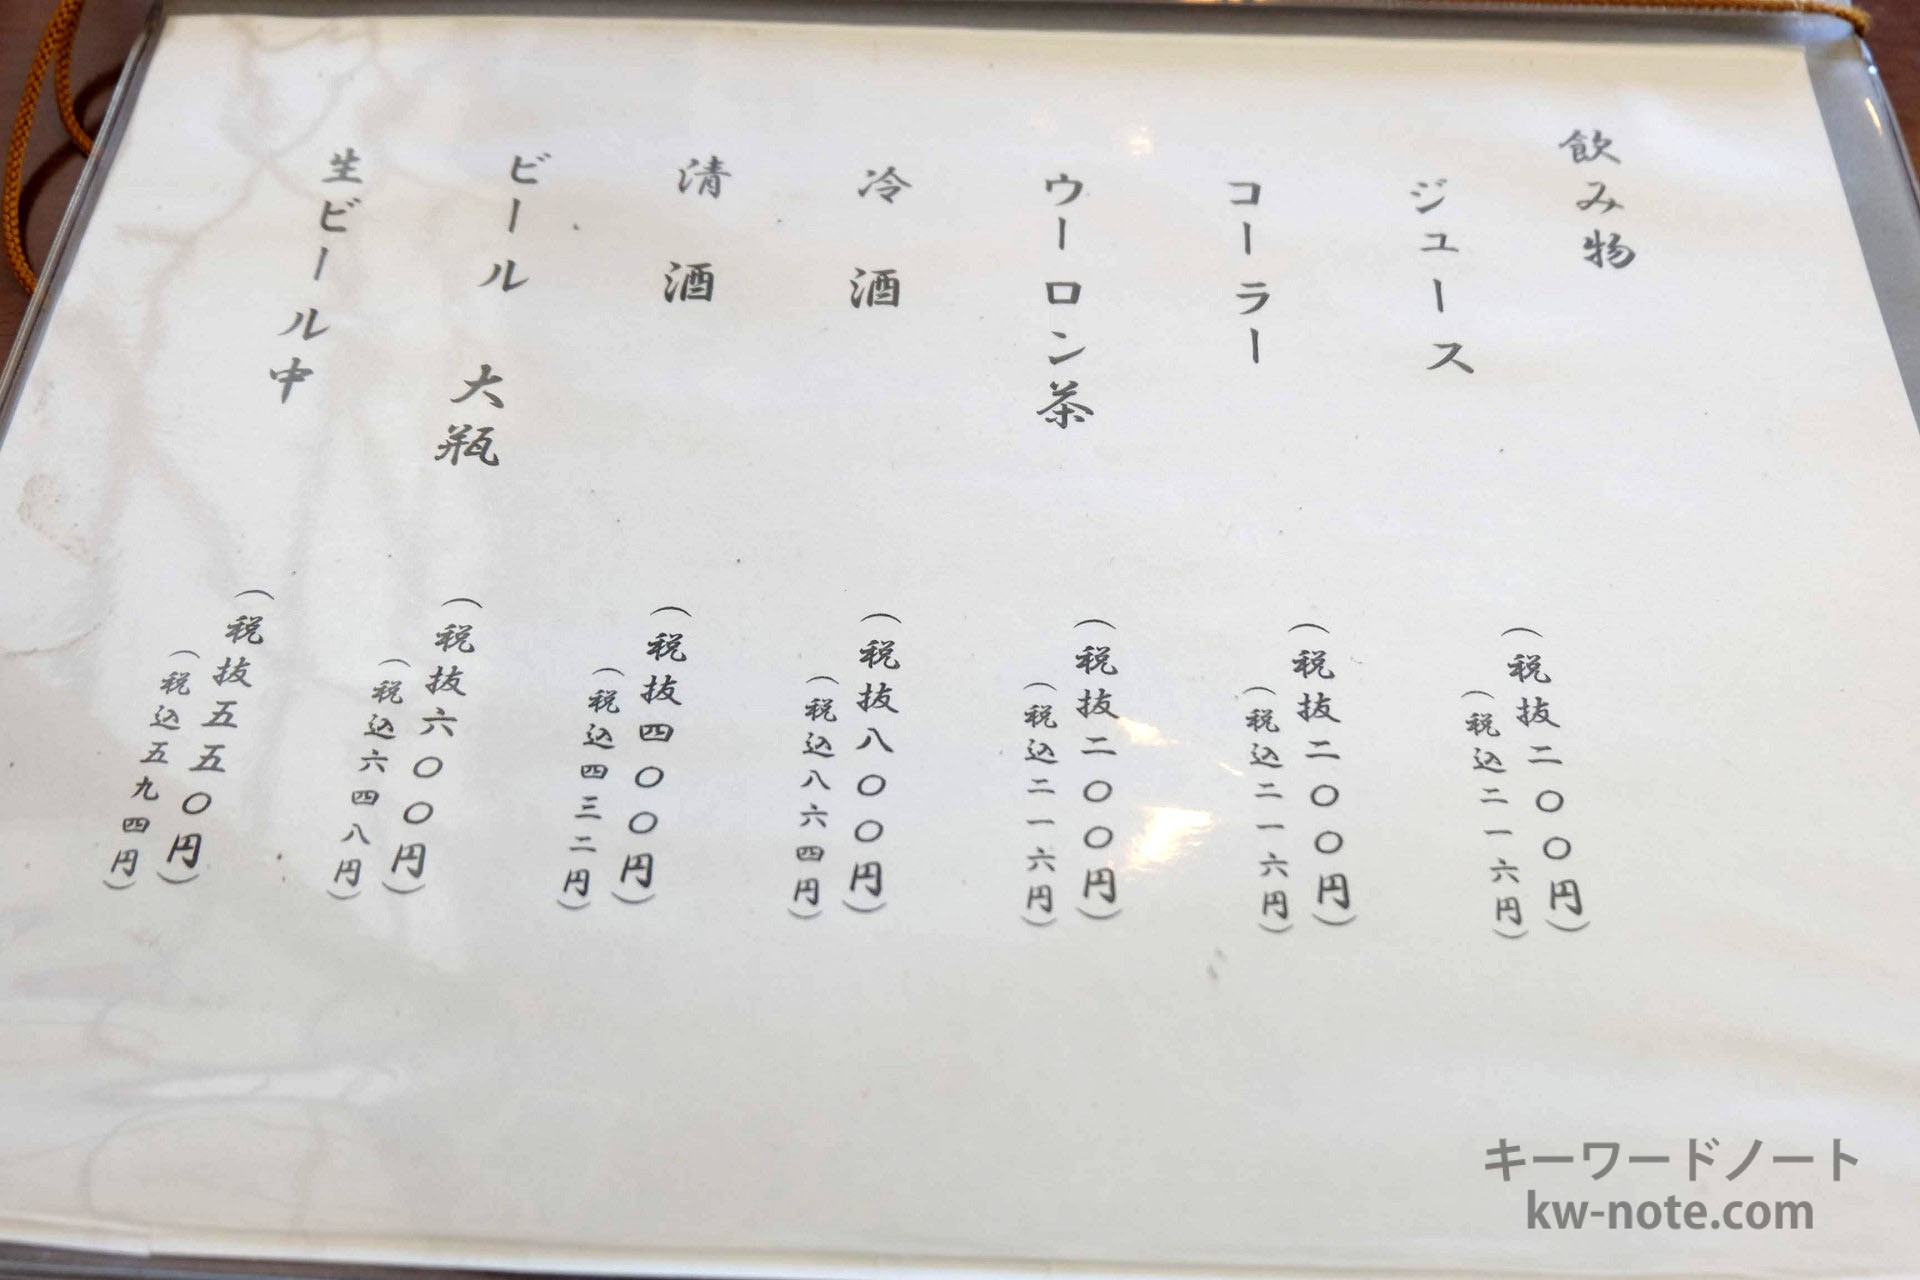 飲み物
ジュース
(税抜二〇〇円)
(税込二一六円)
コーラー
(税抜二〇〇円)
(税込二一六円)
ウーロン茶
(税抜二〇〇円)
(税込二一六円)
冷酒
(税抜八〇〇円)
(税込八六四円)
清酒
(税抜四〇〇円)
(税込四三二円)
ビール 大瓶
(税抜六〇〇円)
(税込六四八円)
生ビール中
(税抜五五〇円)
(税込五九四円)
キーワードノート
kw-note.com